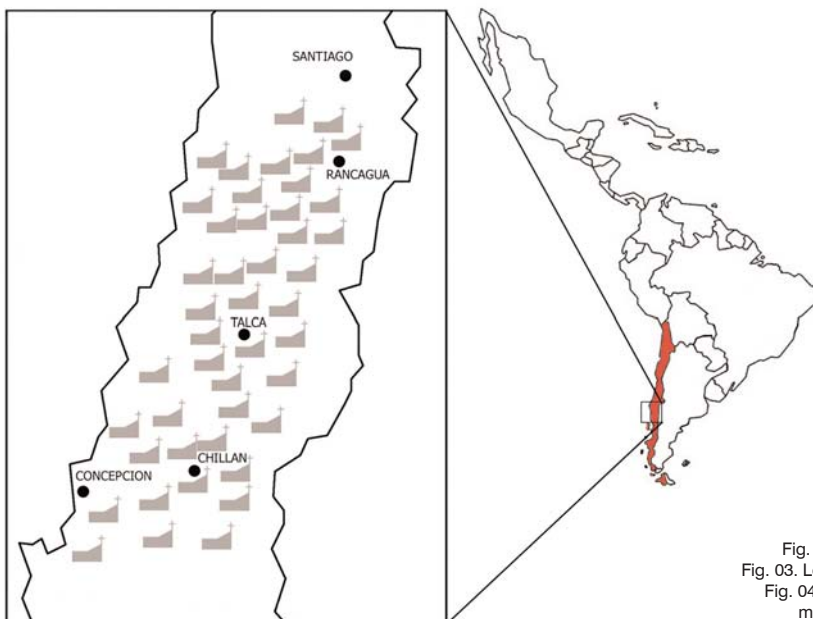 SANTIAGO
RANCAGUA
TALCA
CHILLAN
CONCEPCION
Fig.
Fig. 03.
Fig. 04